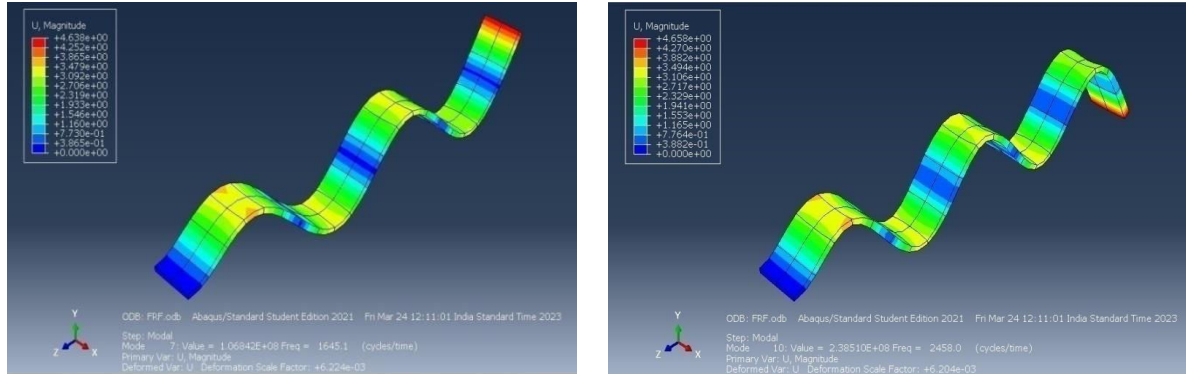 U, Magnitude
+4.638e+00
+4.252e+00
+3.865e+00
+3.479e+00
+3.092e+00
+2.706e+00
+2.319e+00
+1.933e+00
+1.546e+00
+1.160e+00
+7.730e-01
+3.865e-01
+0.000e+00
Y
Z X
ODB: FRF.odb Abaqus/Standard Student Edition 2021 Fri Mar 24 12:11:01 India Standard Time 2023
Step: Modal
Mode 7: Value = 1.06842E+08 Freq = 1645.1 (cycles/time)
Primary Var: U, Magnitude
Deformed Var: U Deformation Scale Factor: +6.224e-03
U, Magnitude
+4.658e+00
+4.270e+00
+3.882e+00
+3.494e+00
+3.106e+00
+2.717e+00
+2.329e+00
+1.941e+00
+1.553e+00
+1.165e+00
+7.764e-01
+3.882e-01
+0.000e+00
Y
Z X
ODB: FRF.odb Abaqus/Standard Student Edition 2021 Fri Mar 24 12:11:01 India Standard Time 2023
Step: Modal
Mode 10: Value = 2.38510E+08 Freq = 2458.0 (cycles/time)
Primary Var: U, Magnitude
Deformed Var: U Deformation Scale Factor: +6.204e-03